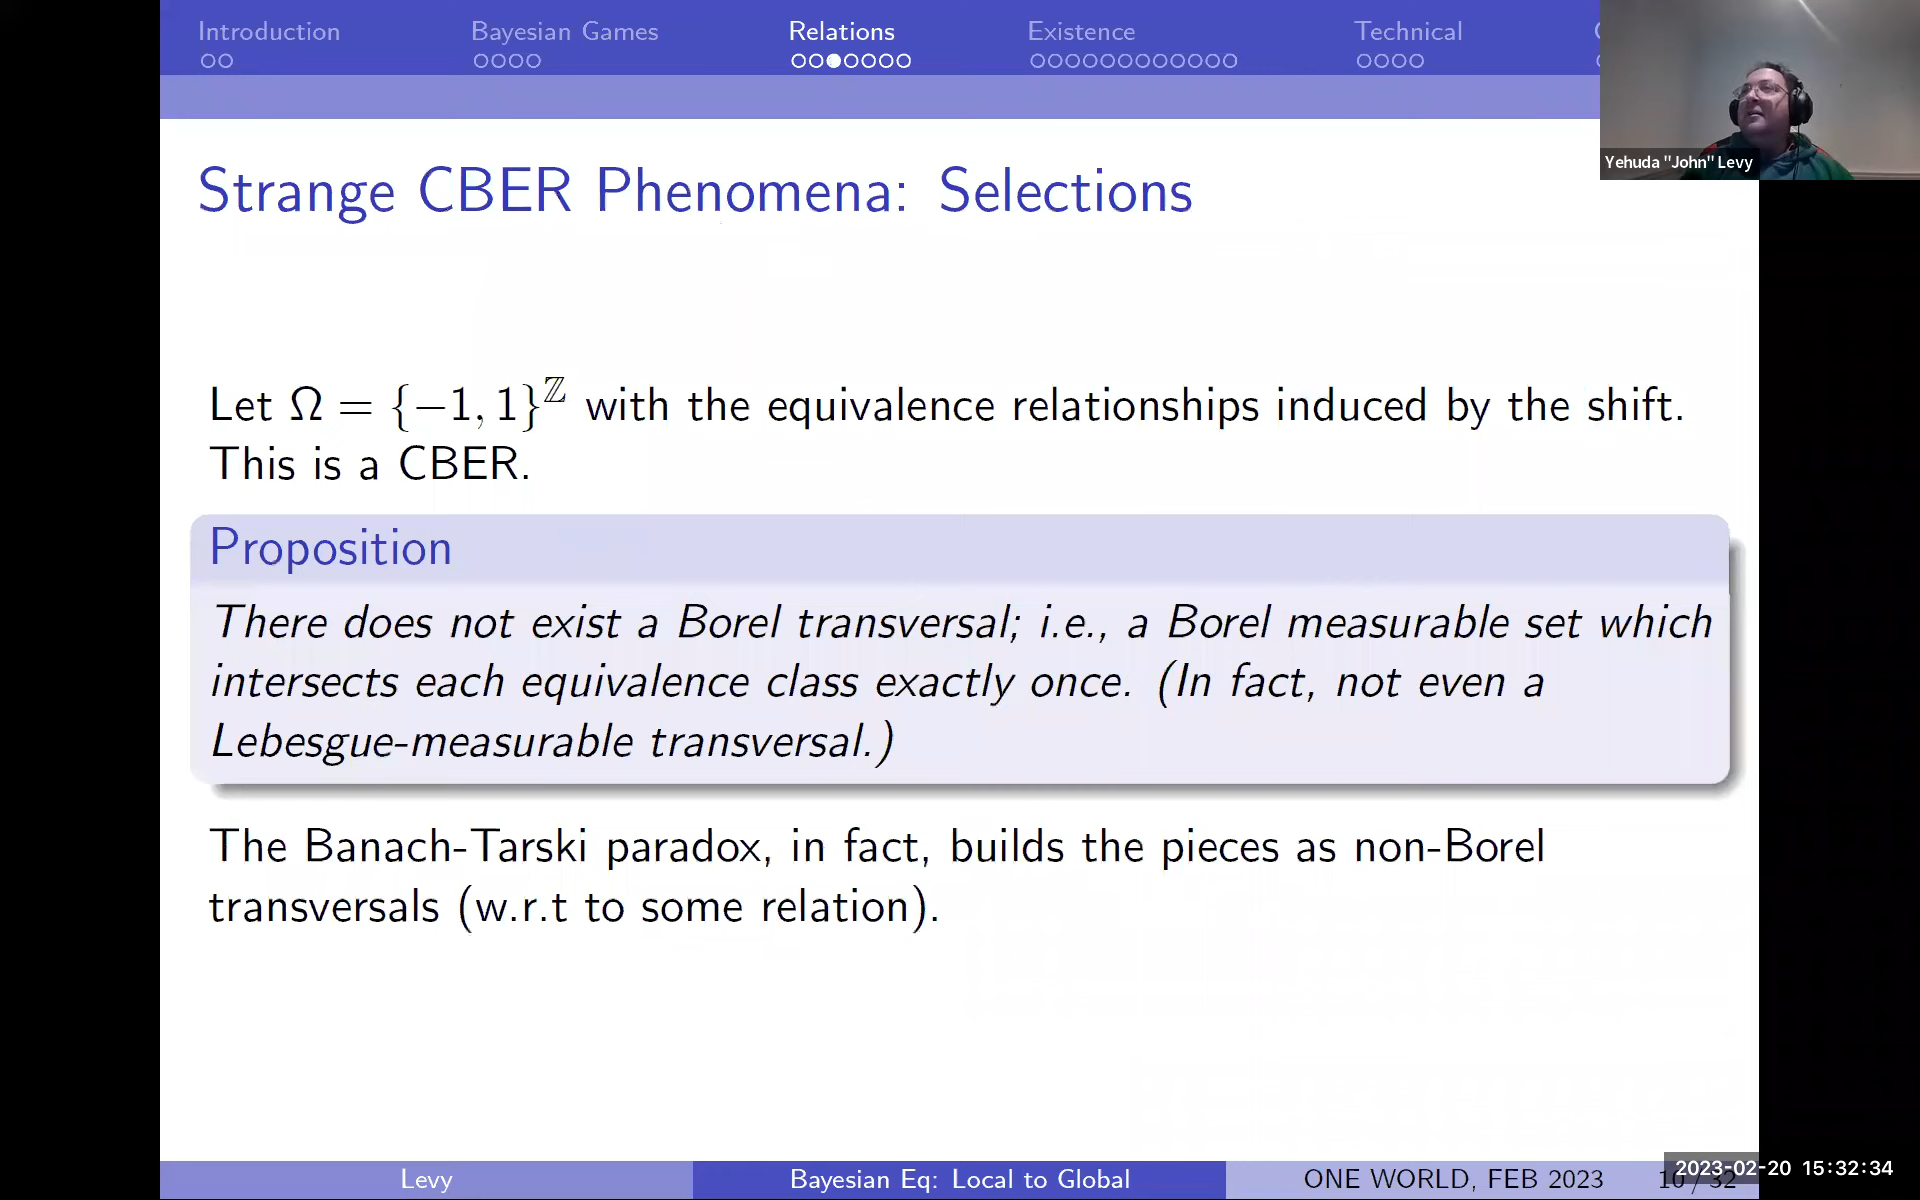 Introduction Bayesian Games Relations Existence Technical
Yehuda "John" Levy
Strange CBER Phenomena: Selections
Let Ω = {−1, 1}^ℤ with the equivalence relationships induced by the shift.
This is a CBER.
Proposition
There does not exist a Borel transversal; i.e., a Borel measurable set which
intersects each equivalence class exactly once. (In fact, not even a
Lebesgue-measurable transversal.)
The Banach-Tarski paradox, in fact, builds the pieces as non-Borel
transversals (w.r.t to some relation).
Levy Bayesian Eq: Local to Global ONE WORLD, FEB 2023 10 / 32
2023-02-20 15:32:34